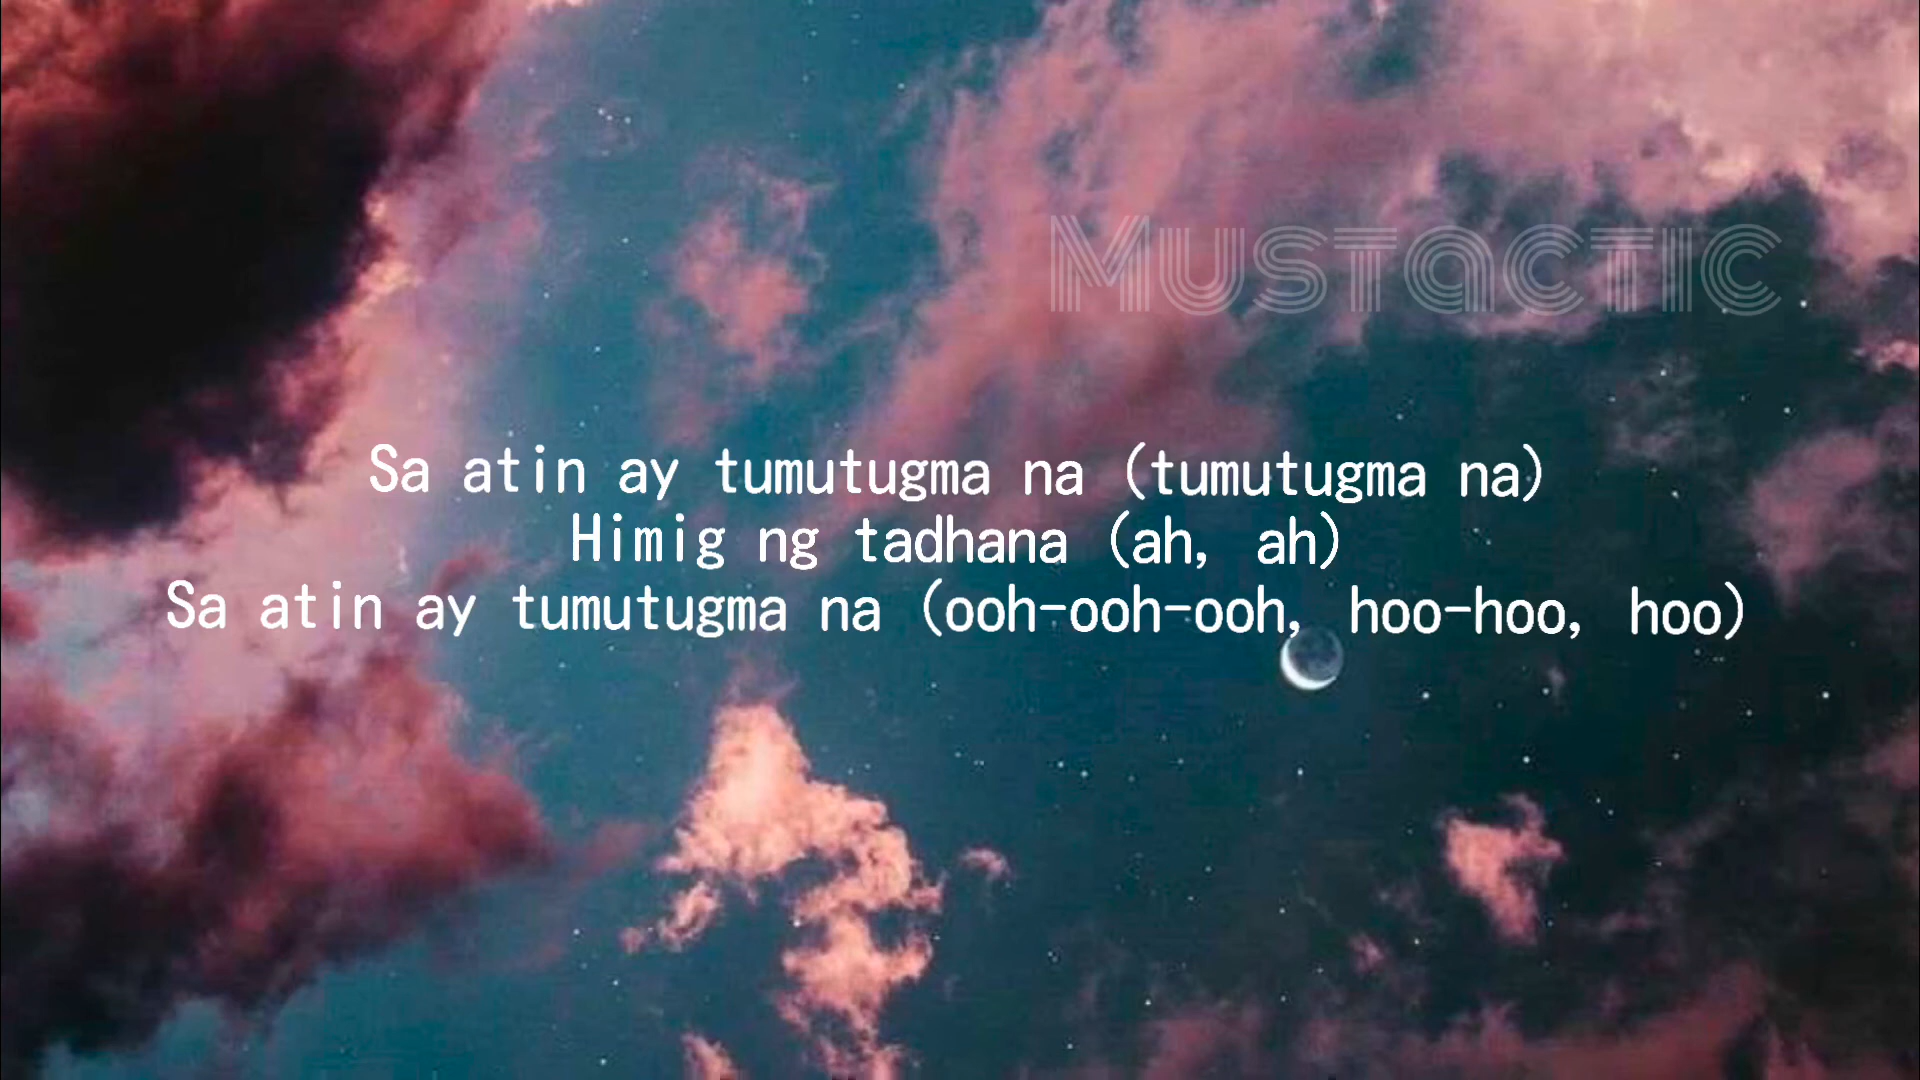 Mustactic
Sa atin ay tumutugma na (tumutugma na)
Himig ng tadhana (ah, ah)
Sa atin ay tumutugma na (ooh-ooh-ooh, hoo-hoo, hoo)